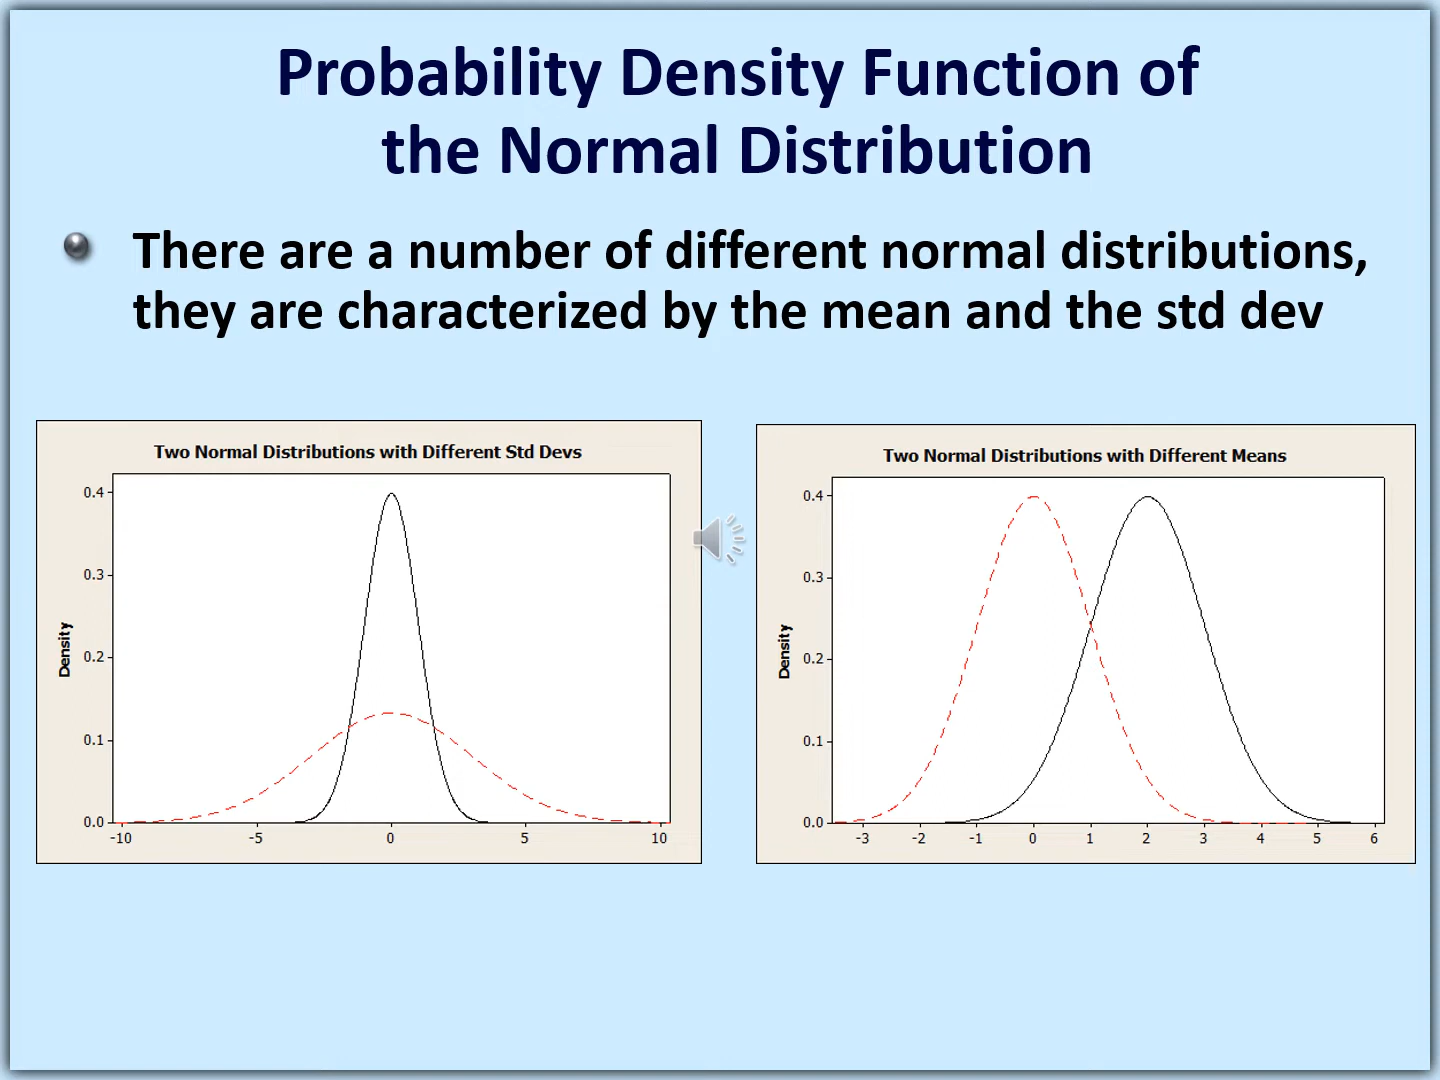 Probability Density Function of
the Normal Distribution
There are a number of different normal distributions,
they are characterized by the mean and the std dev
Two Normal Distributions with Different Std Devs
0.4
0.3
0.2
0.1
0.0
Density
-10 -5 0 5 10
Two Normal Distributions with Different Means
0.4
0.3
0.2
0.1
0.0
Density
-3 -2 -1 0 1 2 3 4 5 6